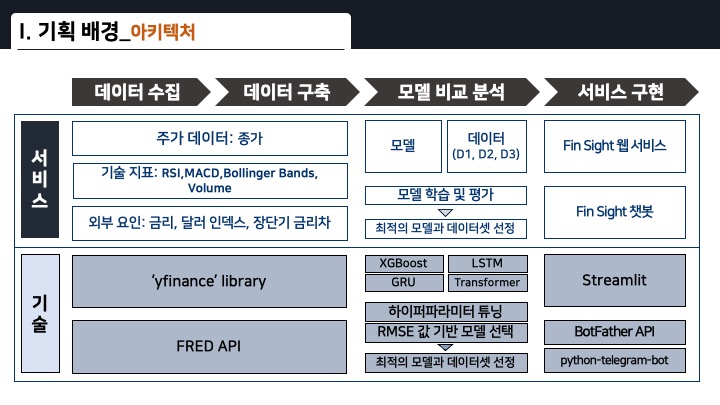 I. 기획 배경_아키텍처
데이터 수집
데이터 구축
모델 비교 분석
서비스 구현
서비스
주가 데이터: 종가
기술 지표: RSI,MACD,Bollinger Bands,
Volume
외부 요인: 금리, 달러 인덱스, 장단기 금리차
모델
데이터
(D1, D2, D3)
모델 학습 및 평가
최적의 모델과 데이터셋 선정
Fin Sight 웹 서비스
Fin Sight 챗봇
기술
‘yfinance’ library
FRED API
XGBoost
LSTM
GRU
Transformer
하이퍼파라미터 튜닝
RMSE 값 기반 모델 선택
최적의 모델과 데이터셋 선정
Streamlit
BotFather API
python-telegram-bot